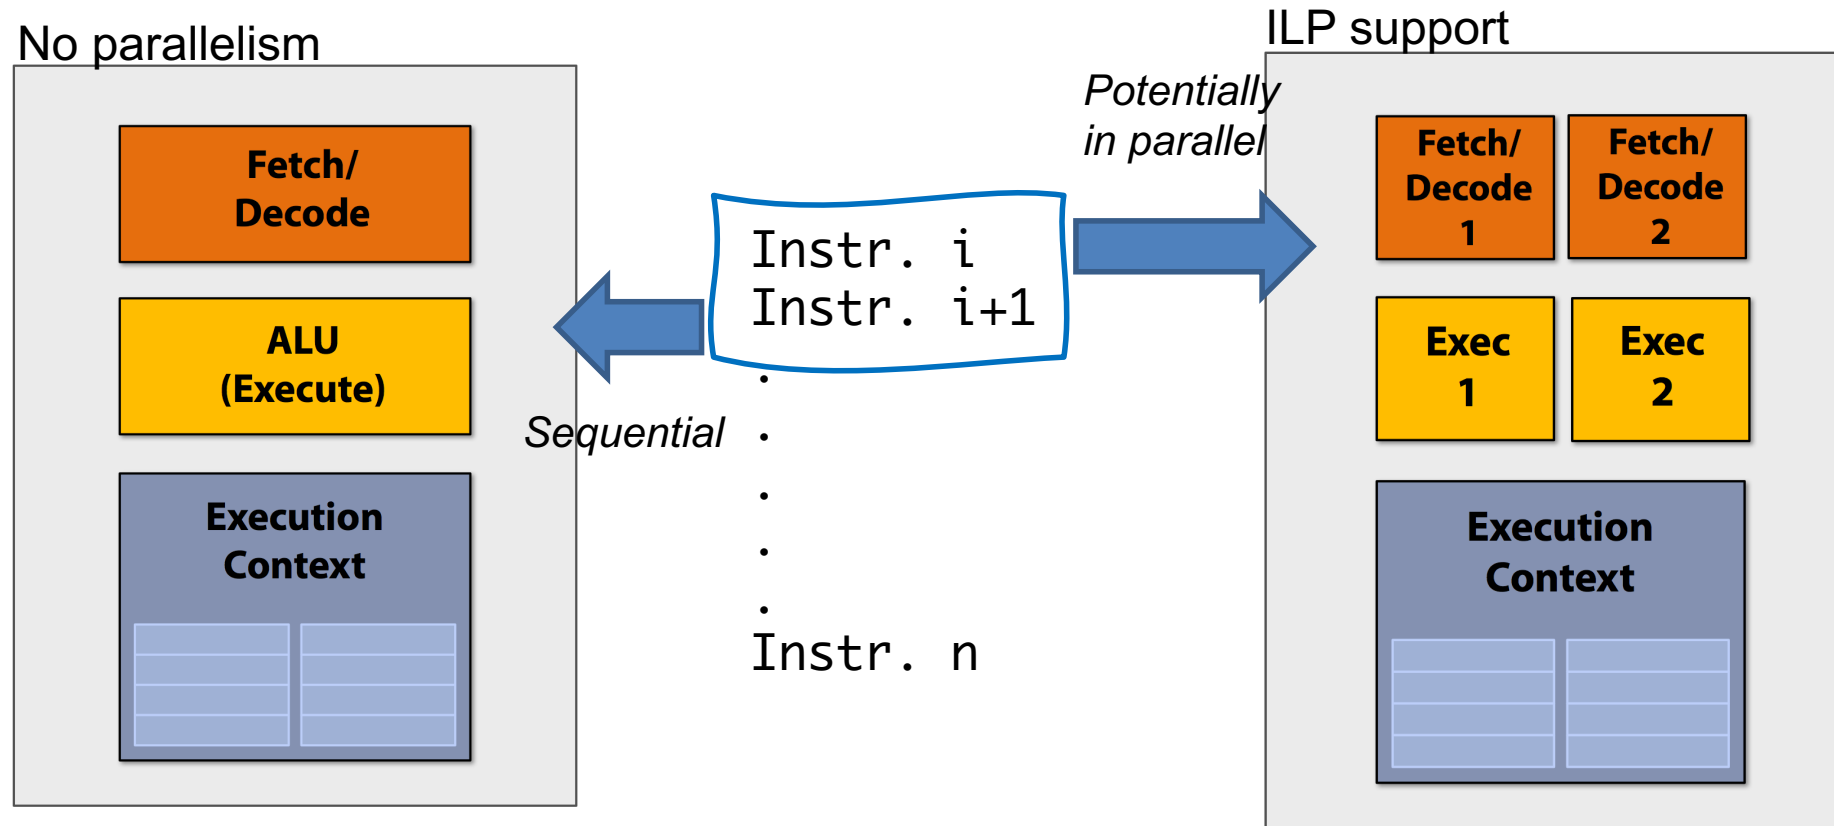 No parallelism
Fetch/
Decode
ALU
(Execute)
Execution
Context
Sequential
Instr. i
Instr. i+1
.
.
.
.
.
Instr. n
Potentially
in parallel
ILP support
Fetch/
Decode
1
Fetch/
Decode
2
Exec
1
Exec
2
Execution
Context